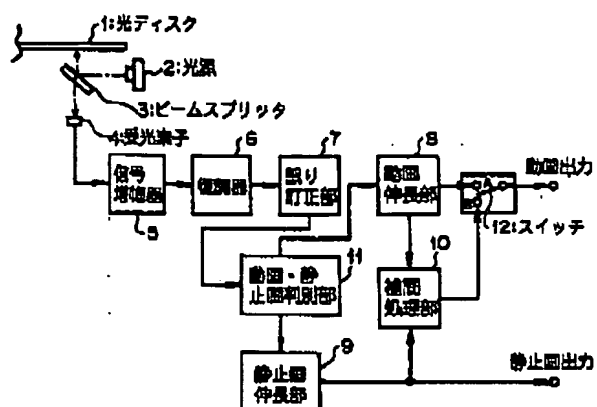 1:光ディスク
2:光源
3:ビームスプリッタ
4:受光素子
信号
増幅器
5
6
復調器
7
誤り
訂正部
8
動画
伸長部
A
B
12:スイッチ
動画出力
10
補間
処理部
11
動画・静
止画判別部
9
静止画
伸長部
静止画出力